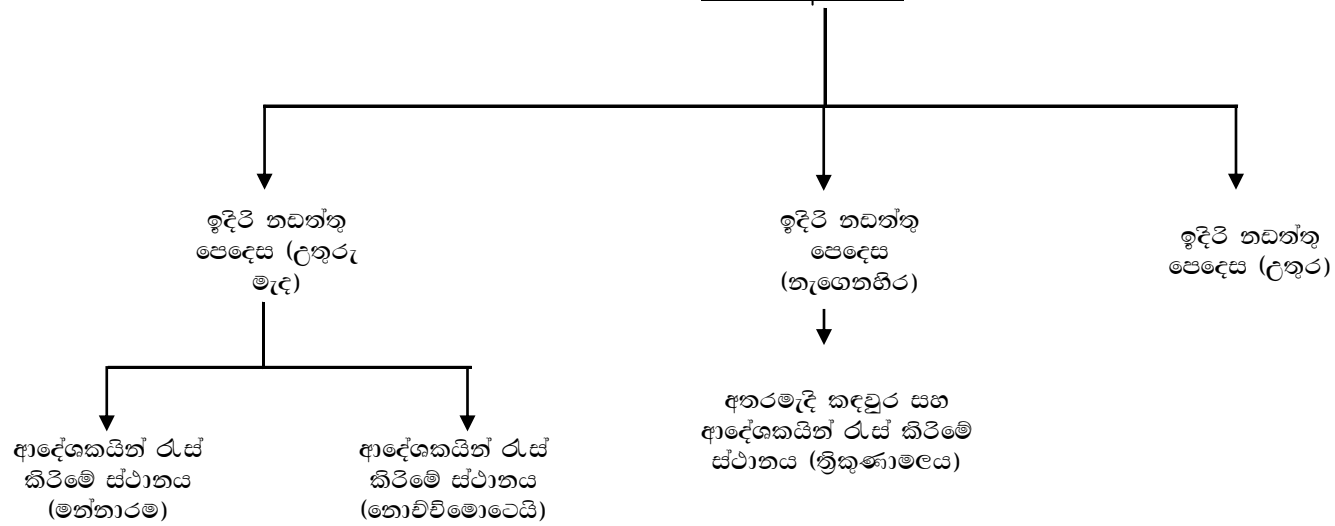 ඉදිරි නඩත්තු
පෙදෙස (උතුරු
මැද)
ඉදිරි නඩත්තු
පෙදෙස
(නැගෙනහිර)
ඉදිරි නඩත්තු
පෙදෙස (උතුර)
ආදේශකයින් රැස්
කිරිමේ ස්ථානය
(මන්නාරම)
ආදේශකයින් රැස්
කිරිමේ ස්ථානය
(නොච්චිමොටෙයි)
අතරමැදි කඳවුර සහ
ආදේශකයින් රැස් කිරිමේ
ස්ථානය (ත්‍රිකුණාමලය)